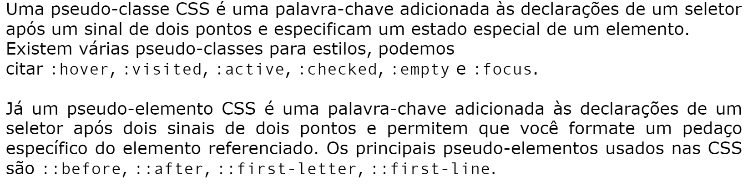 Uma pseudo-classe CSS é uma palavra-chave adicionada às declarações de um seletor
após um sinal de dois pontos e especificam um estado especial de um elemento.
Existem várias pseudo-classes para estilos, podemos
citar :hover, :visited, :active, :checked, :empty e :focus.
Já um pseudo-elemento CSS é uma palavra-chave adicionada às declarações de um
seletor após dois sinais de dois pontos e permitem que você formate um pedaço
específico do elemento referenciado. Os principais pseudo-elementos usados nas CSS
são ::before, ::after, ::first-letter, ::first-line.